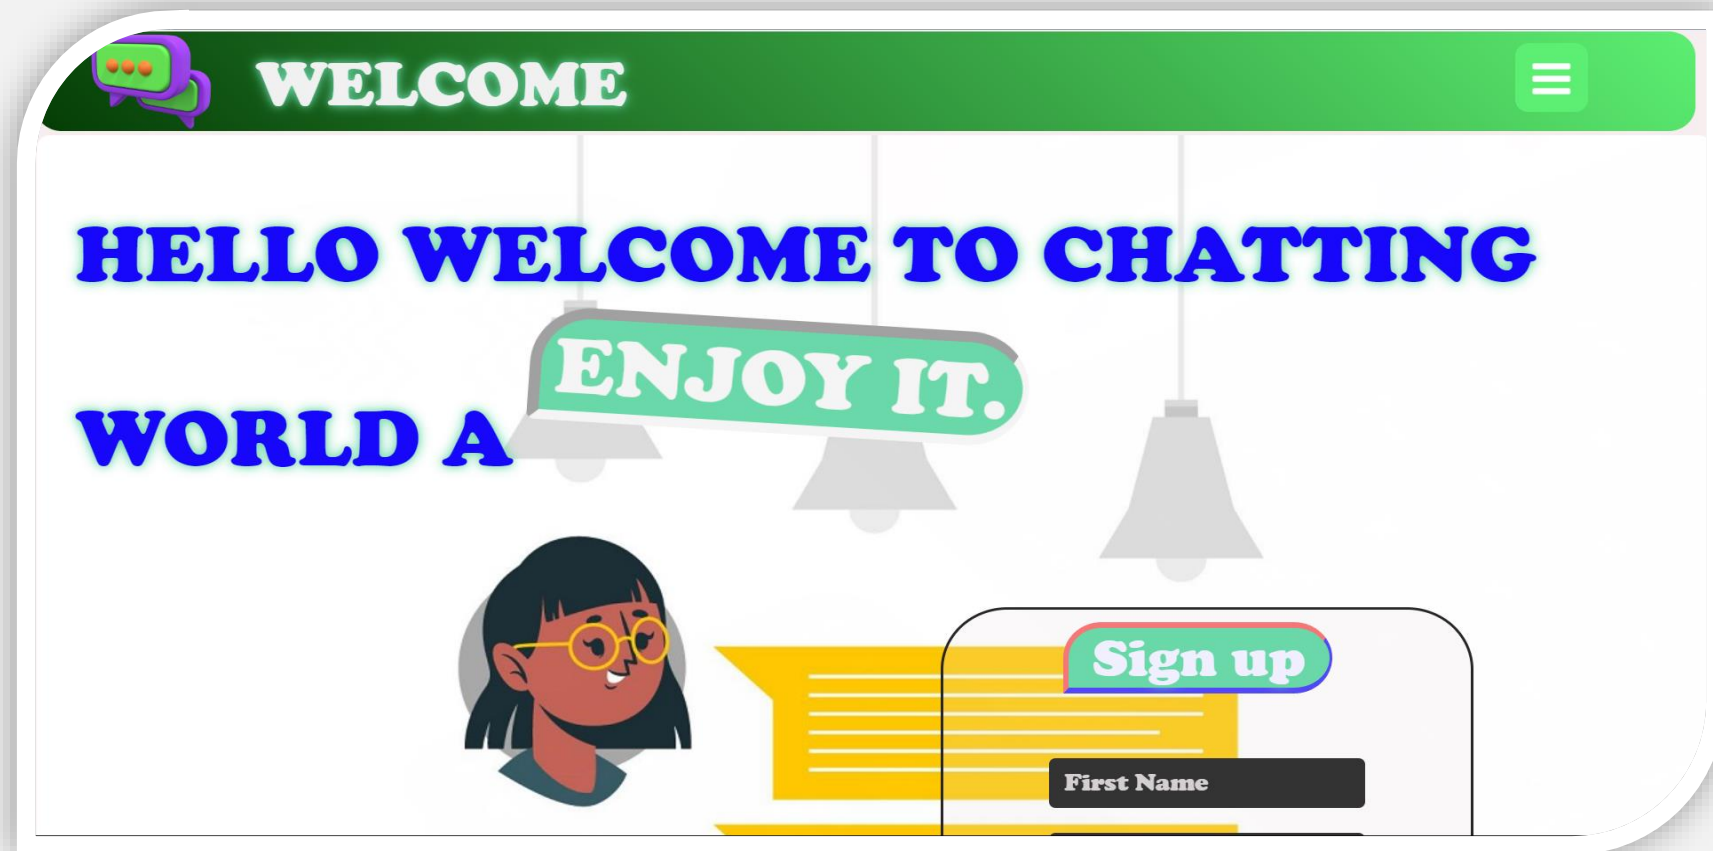 WELCOME
HELLO WELCOME TO CHATTING
WORLD A ENJOY IT.
Sign up
First Name